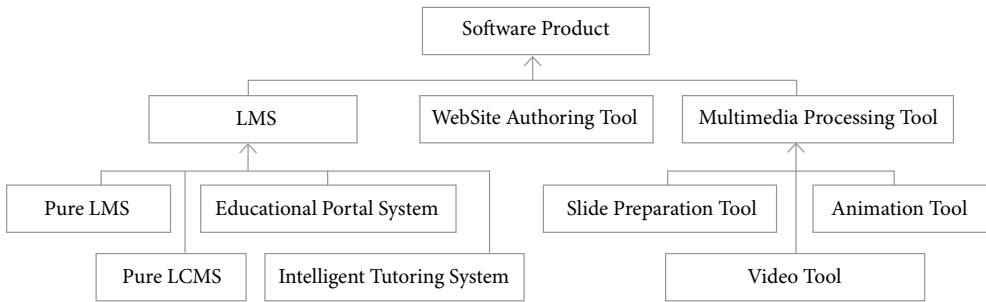 Software Product
LMS
WebSite Authoring Tool
Multimedia Processing Tool
Pure LMS
Educational Portal System
Slide Preparation Tool
Animation Tool
Pure LCMS
Intelligent Tutoring System
Video Tool